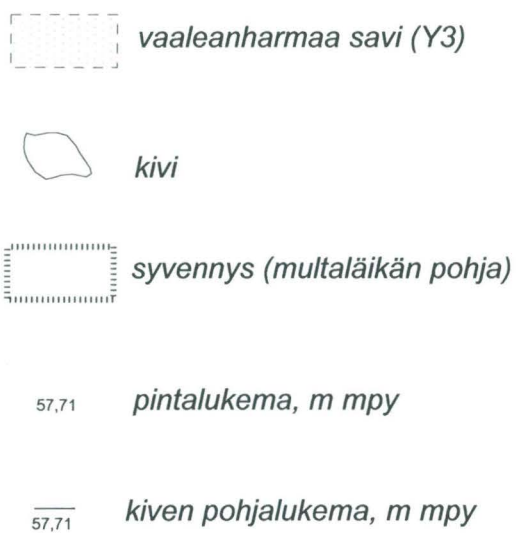 vaaleanharmaa savi (Y3)
kivi
syvennys (multaläikän pohja)
57,71 pintalukema, m mpy
57,71 kiven pohjalukema, m mpy